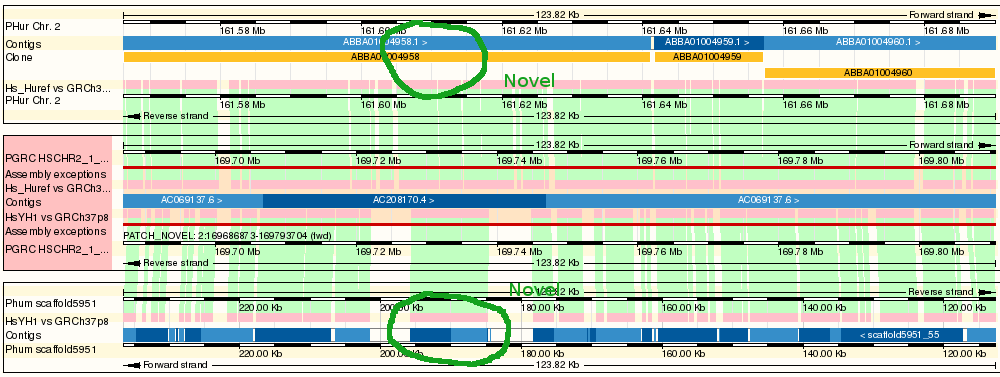 123.82 Kb Forward strand
PHur Chr. 2 161.58 Mb 161.60 Mb 161.62 Mb 161.64 Mb 161.66 Mb 161.68 Mb
Contigs ABBA01004958.1 > ABBA01004959.1 > ABBA01004960.1 >
Clone ABBA01004958 ABBA01004959
ABBA01004960
Novel
Hs_Huref vs GRCh3...
PHur Chr. 2 161.58 Mb 161.60 Mb 161.62 Mb 161.64 Mb 161.66 Mb 161.68 Mb
Reverse strand 123.82 Kb
123.82 Kb Forward strand
PGRC HSCHR2_1_... 169.70 Mb 169.72 Mb 169.74 Mb 169.76 Mb 169.78 Mb 169.80 Mb
Assembly exceptions
Hs_Huref vs GRCh3...
Contigs AC069137.6 > AC208170.4 > AC069137.6 >
HsYH1 vs GRCh37p8
Assembly exceptions PATCH_NOVEL: 2:169686873-169793704 (fwd)
PGRC HSCHR2_1_... 169.70 Mb 169.72 Mb 169.74 Mb 169.76 Mb 169.78 Mb 169.80 Mb
Reverse strand 123.82 Kb
Novel
Reverse strand
Phum scaffold5951 220.00 Kb 200.00 Kb 180.00 Kb 160.00 Kb 140.00 Kb 120.00 Kb
HsYH1 vs GRCh37p8
Contigs < scaffold5951_55
Phum scaffold5951 220.00 Kb 200.00 Kb 180.00 Kb 160.00 Kb 140.00 Kb 120.00 Kb
Forward strand 123.82 Kb